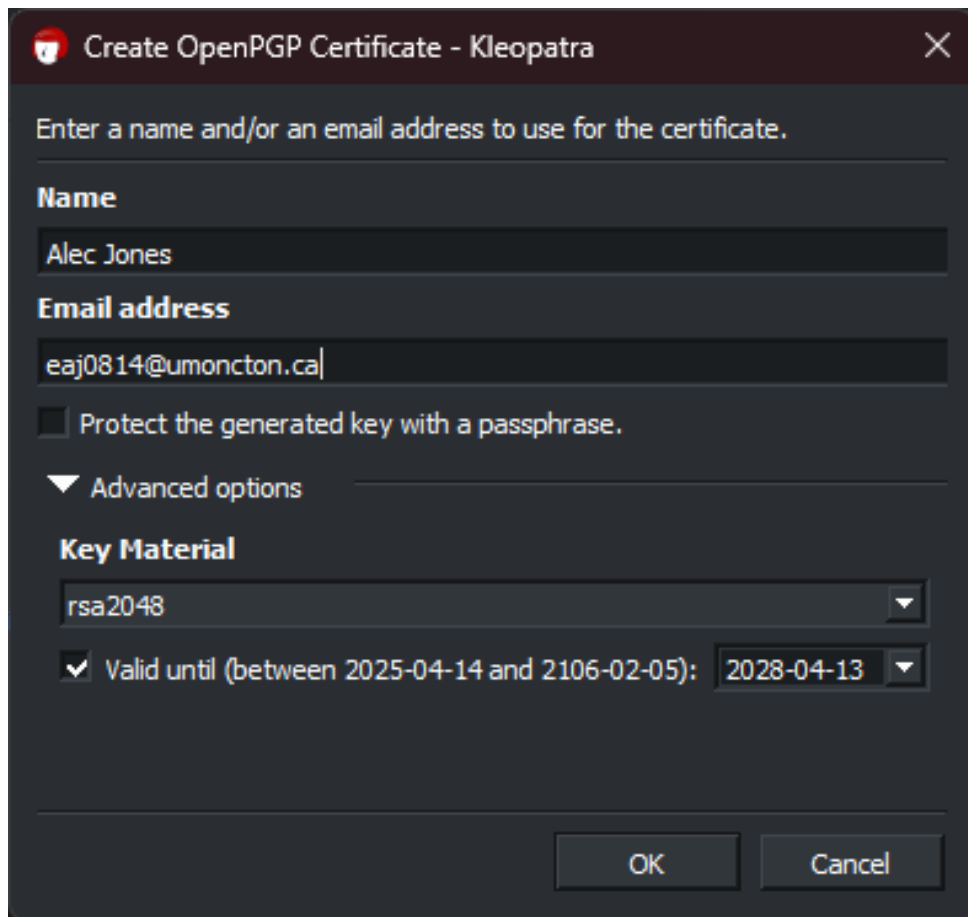 Create OpenPGP Certificate - Kleopatra
Enter a name and/or an email address to use for the certificate.
Name
Alec Jones
Email address
eaj0814@umoncton.ca
Protect the generated key with a passphrase.
Advanced options
Key Material
rsa2048
Valid until (between 2025-04-14 and 2106-02-05): 2028-04-13
OK Cancel